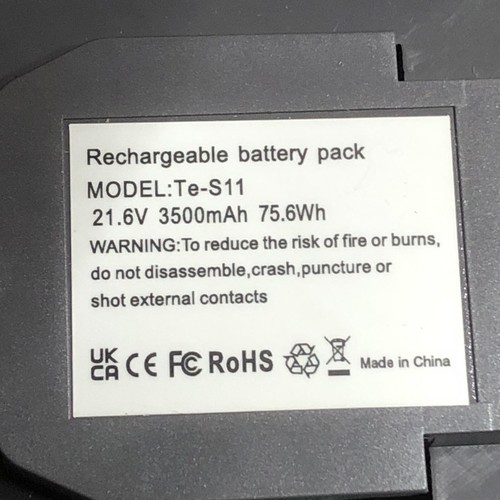 Rechargeable battery pack
MODEL:Te-S11
21.6V 3500mAh 75.6Wh
WARNING:To reduce the risk of fire or burns,
do not disassemble,crash,puncture or
shot external contacts
UK
CA CE FC RoHS Made in China